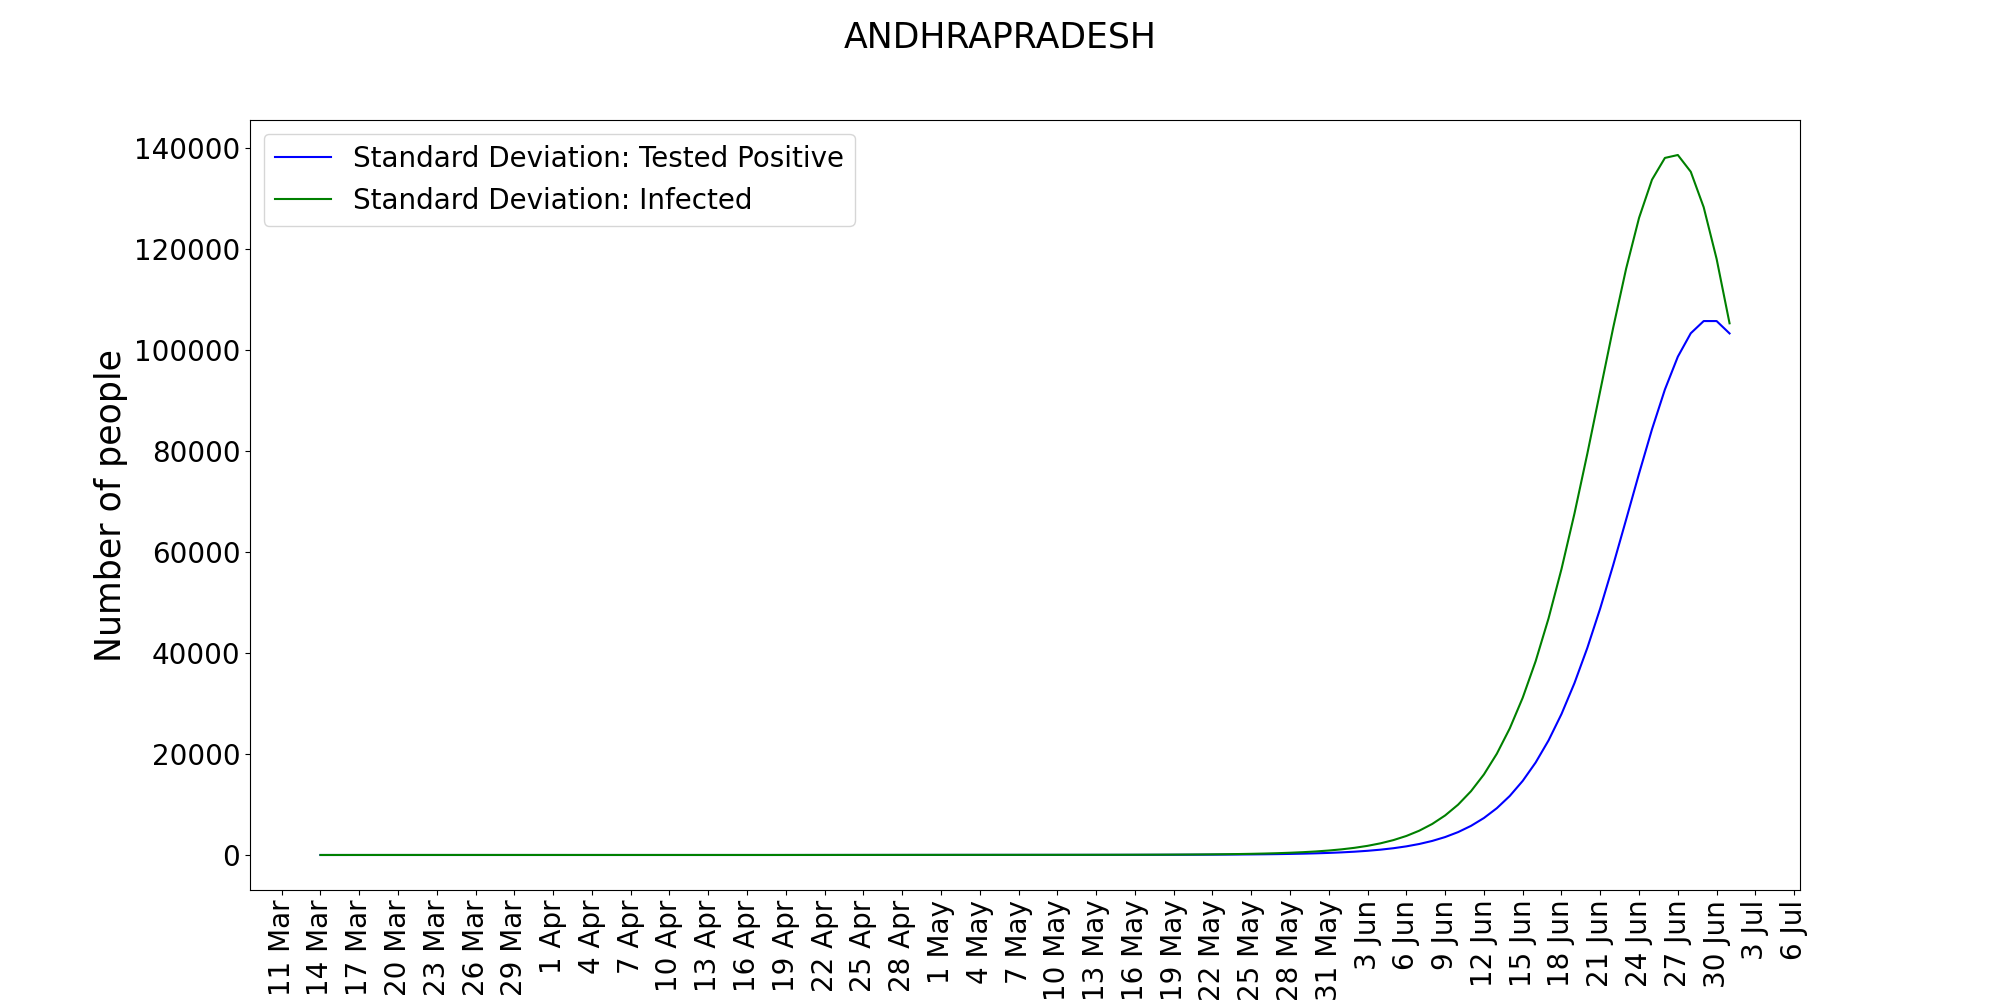 ANDHRAPRADESH
Standard Deviation: Tested Positive
Standard Deviation: Infected
Number of people
140000
120000
100000
80000
60000
40000
20000
0
11 Mar
14 Mar
17 Mar
20 Mar
23 Mar
26 Mar
29 Mar
1 Apr
4 Apr
7 Apr
10 Apr
13 Apr
16 Apr
19 Apr
22 Apr
25 Apr
28 Apr
1 May
4 May
7 May
10 May
13 May
16 May
19 May
22 May
25 May
28 May
31 May
3 Jun
6 Jun
9 Jun
12 Jun
15 Jun
18 Jun
21 Jun
24 Jun
27 Jun
30 Jun
3 Jul
6 Jul